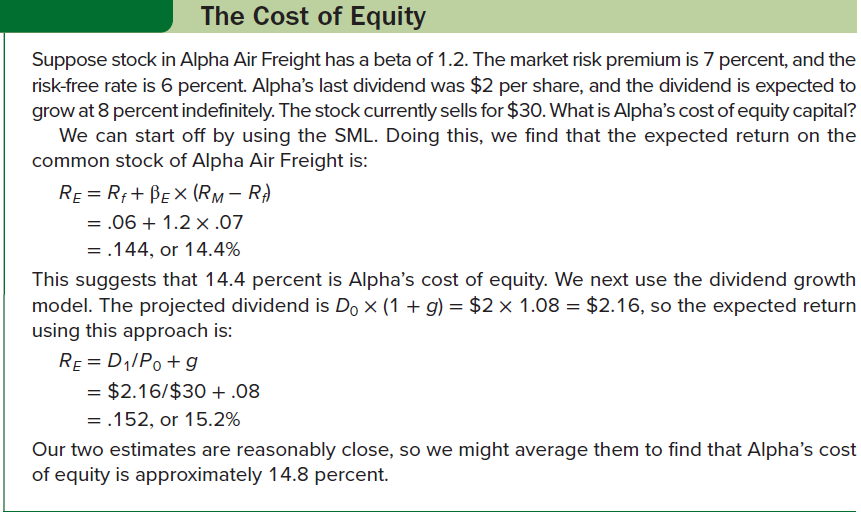 The Cost of Equity
Suppose stock in Alpha Air Freight has a beta of 1.2. The market risk premium is 7 percent, and the
risk-free rate is 6 percent. Alpha’s last dividend was $2 per share, and the dividend is expected to
grow at 8 percent indefinitely. The stock currently sells for $30. What is Alpha’s cost of equity capital?
We can start off by using the SML. Doing this, we find that the expected return on the
common stock of Alpha Air Freight is:
R_E = R_f + β_E × (R_M − R_f)
= .06 + 1.2 × .07
= .144, or 14.4%
This suggests that 14.4 percent is Alpha’s cost of equity. We next use the dividend growth
model. The projected dividend is D₀ × (1 + g) = $2 × 1.08 = $2.16, so the expected return
using this approach is:
R_E = D₁/P₀ + g
= $2.16/$30 + .08
= .152, or 15.2%
Our two estimates are reasonably close, so we might average them to find that Alpha’s cost
of equity is approximately 14.8 percent.